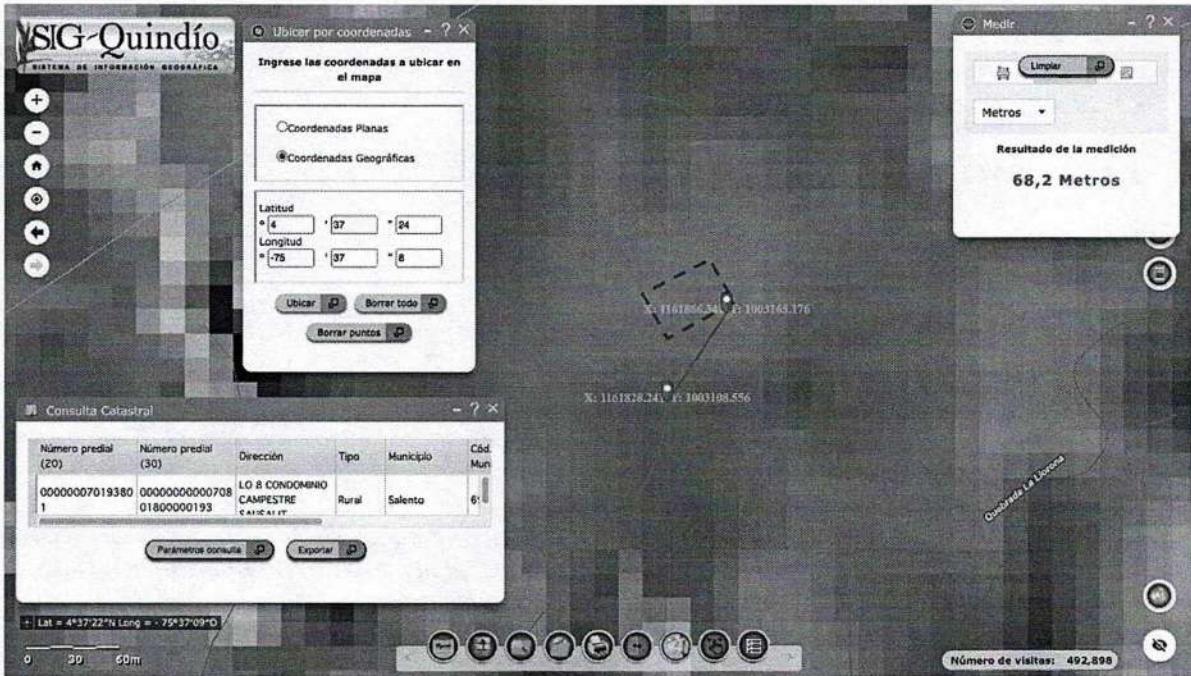 SIG-Quindío
SISTEMA DE INFORMACIÓN GEOGRÁFICA
Ubicar por coordenadas - ? ×
Ingrese las coordenadas a ubicar en
el mapa
Coordenadas Planas
Coordenadas Geográficas
Latitud
° 4 ' 37 " 24
Longitud
° -75 ' 37 " 8
Ubicar
Borrar todo
Borrar puntos
Medir - ? ×
Limpiar
Metros
Resultado de la medición
68,2 Metros
Y: 1003165.176
Y: 1003108.556
Quebrada La Llorona
Consulta Catastral - ? ×
Número predial (20)
Número predial (30)
Dirección
Tipo
Municipio
Cód. Mun
00000007019380
1
00000000000708
01800000193
LO 8 CONDOMINIO
CAMPESTRE
SAUSALIT
Rural
Salento
Parámetros consulta
Exportar
Lat = 4°37'22"N Long = - 75°37'09"O
0 30 60m
Número de visitas: 492,898